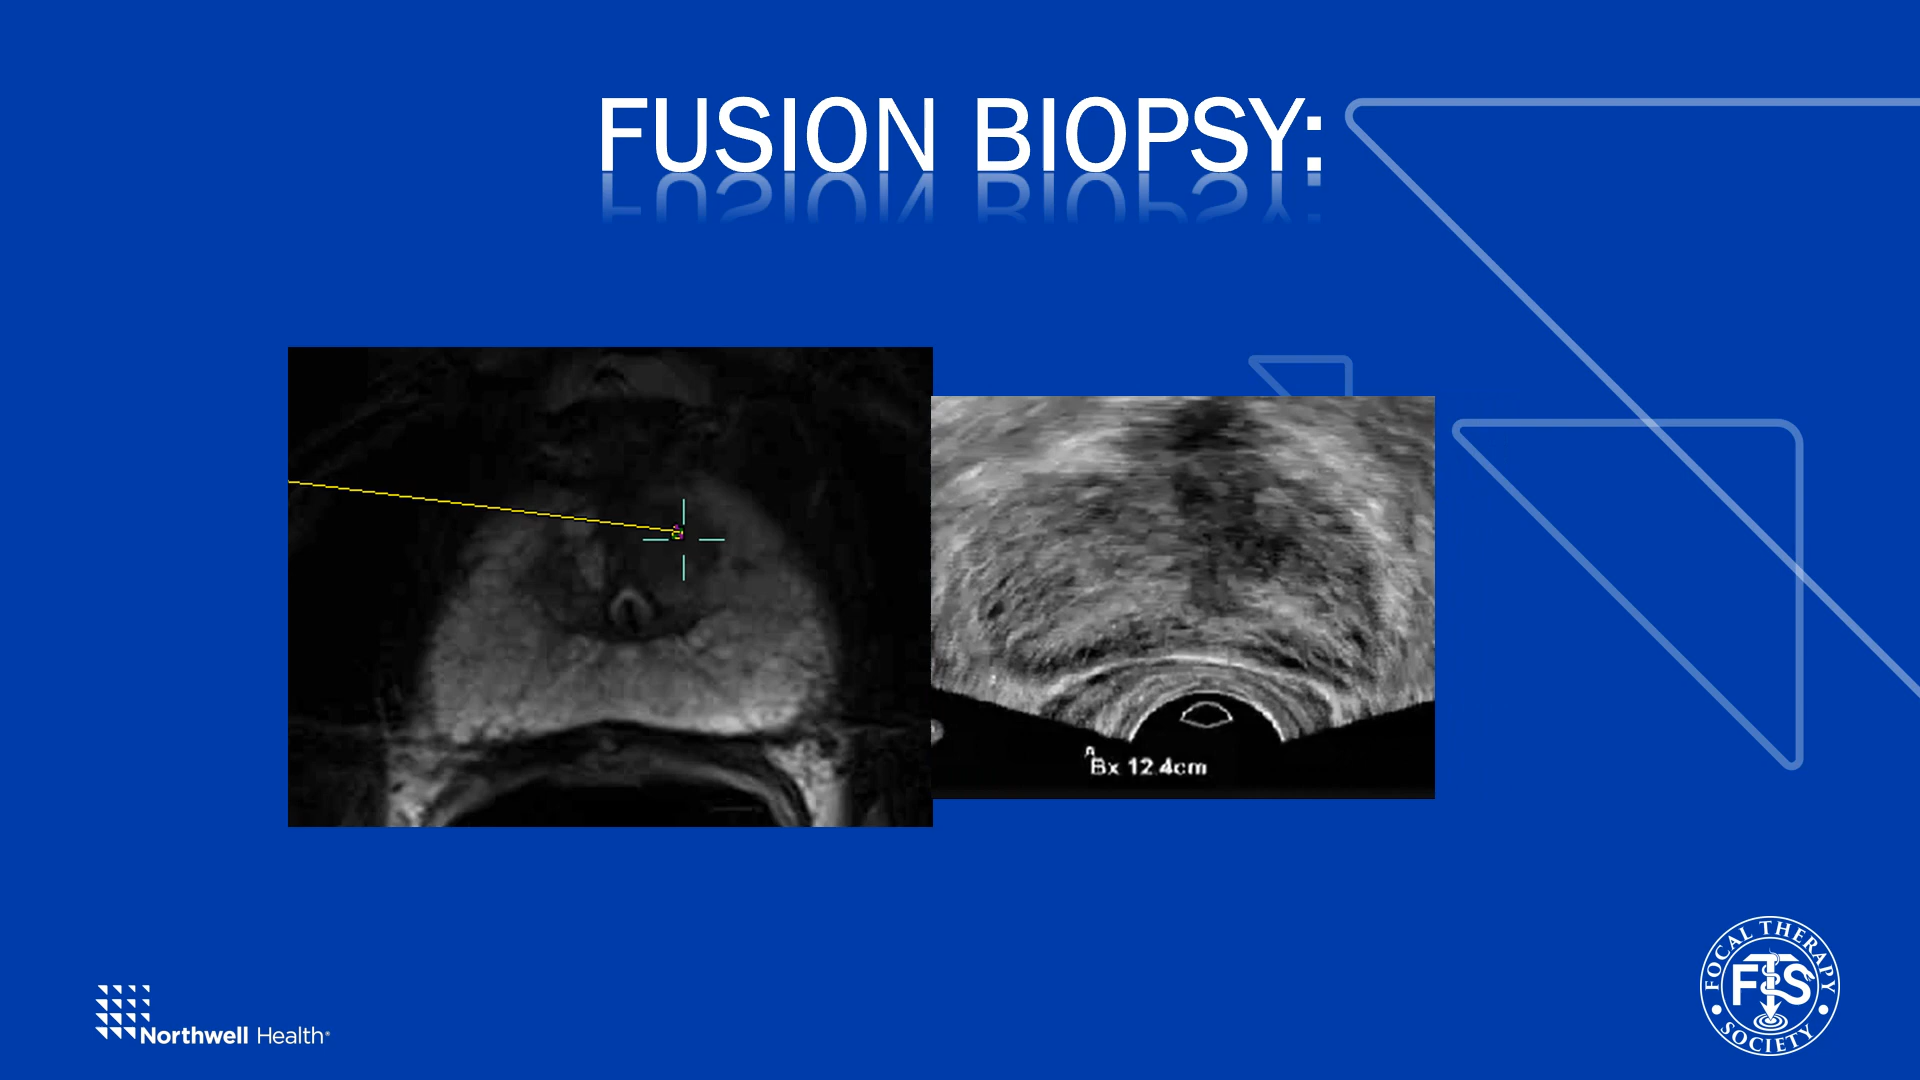 FUSION BIOPSY:
A
Bx 12.4cm
Northwell Health®
FOCAL THERAPY
FTS
SOCIETY